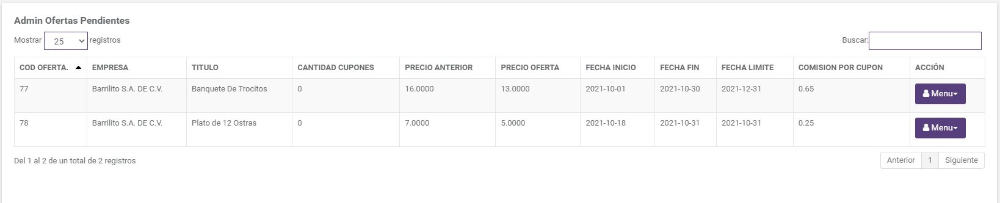 Admin Ofertas Pendientes
Mostrar 25 registros Buscar:
COD OFERTA. EMPRESA TITULO CANTIDAD CUPONES PRECIO ANTERIOR PRECIO OFERTA FECHA INICIO FECHA FIN FECHA LIMITE COMISION POR CUPON ACCIÓN
77 Barrilito S.A. DE C.V. Banquete De Trocitos 0 16.0000 13.0000 2021-10-01 2021-10-30 2021-12-31 0.65 Menu
78 Barrilito S.A. DE C.V. Plato de 12 Ostras 0 7.0000 5.0000 2021-10-18 2021-10-31 2021-10-31 0.25 Menu
Del 1 al 2 de un total de 2 registros Anterior 1 Siguiente